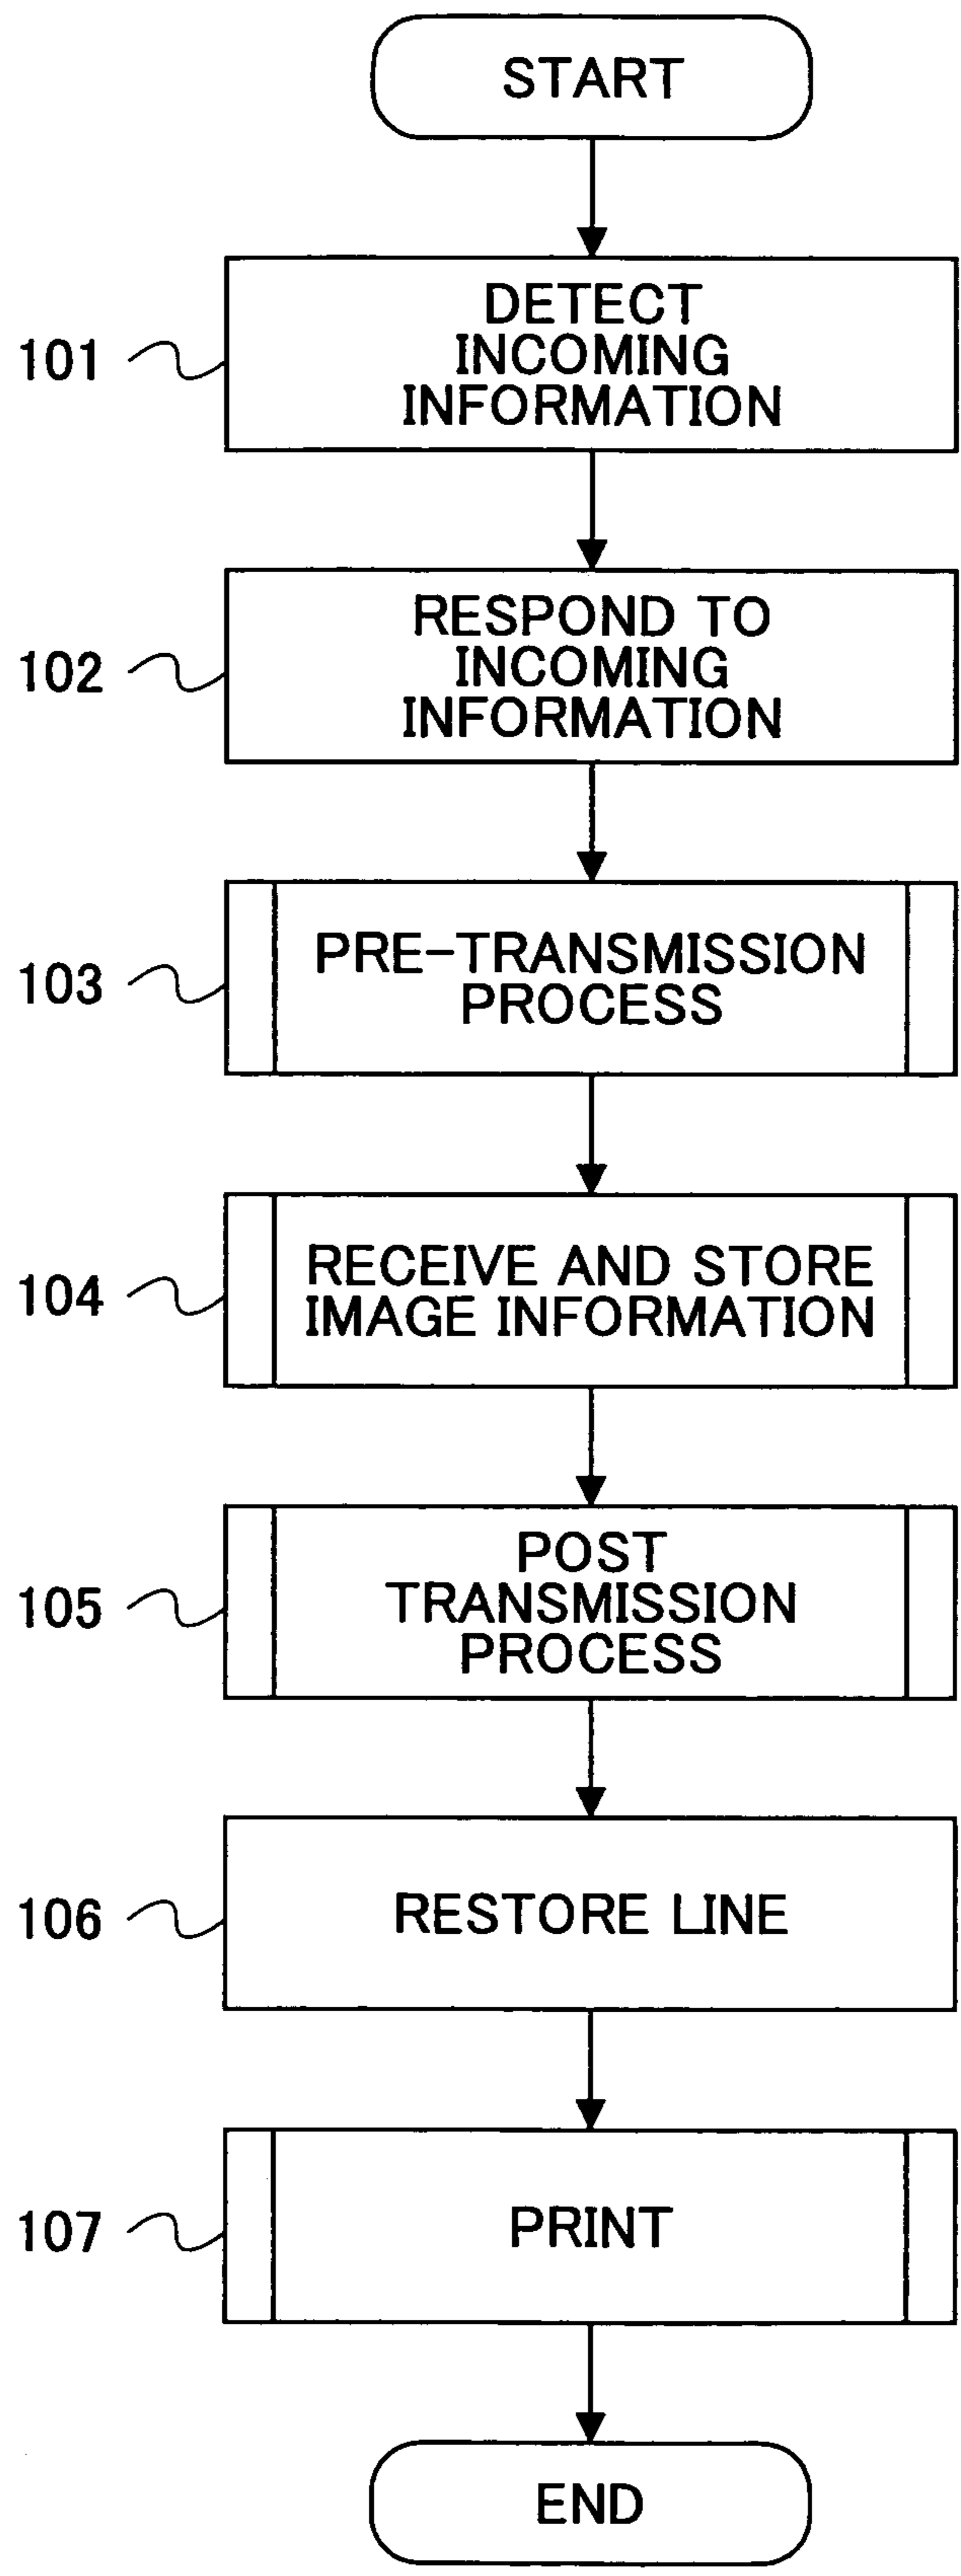 START
101
DETECT
INCOMING
INFORMATION
102
RESPOND TO
INCOMING
INFORMATION
103
PRE-TRANSMISSION
PROCESS
104
RECEIVE AND STORE
IMAGE INFORMATION
105
POST
TRANSMISSION
PROCESS
106
RESTORE LINE
107
PRINT
END